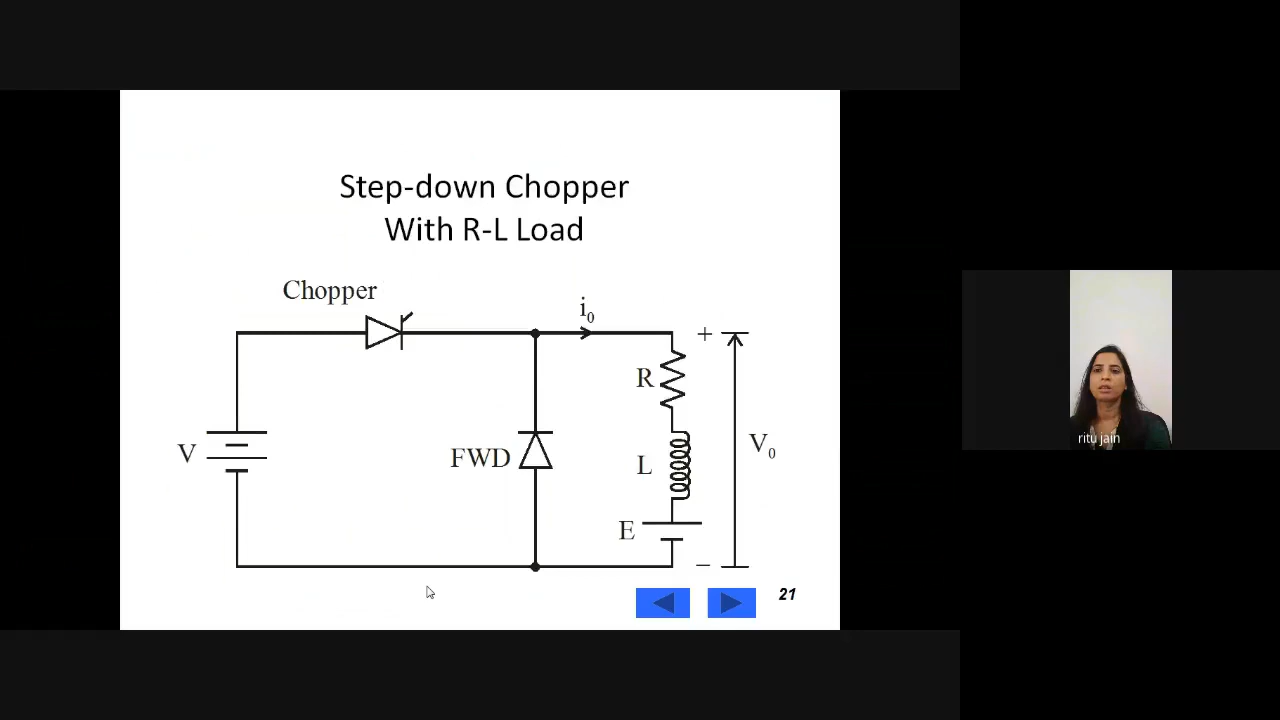 Step-down Chopper
With R-L Load
Chopper
i0
+
R
V
FWD
L
V0
E
−
21
ritu jain